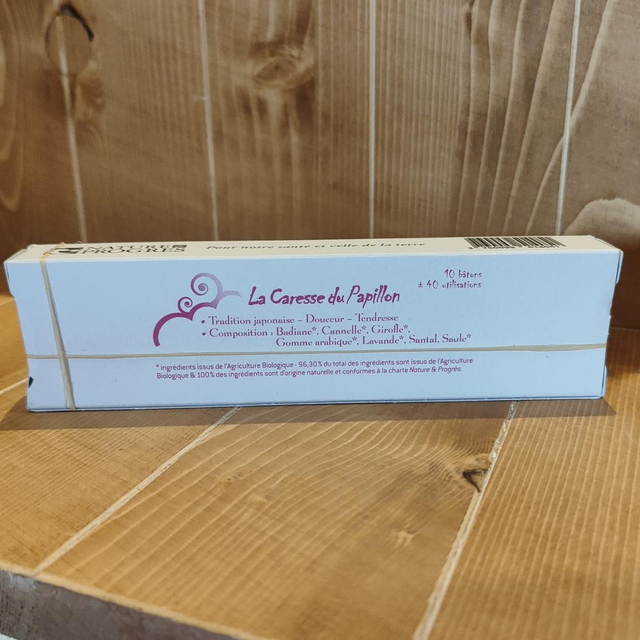 NATURE
PROGRÈS
Pour notre santé et celle de la terre
La Caresse du Papillon
10 bâtons
± 40 utilisations
• Tradition japonaise – Douceur – Tendresse
• Composition : Badiane*, Cannelle*, Girofle*,
Gomme arabique*, Lavande*, Santal, Saule*
* ingrédients issus de l'Agriculture Biologique - 96,30% du total des ingrédients sont issus de l'Agriculture
Biologique & 100% des ingrédients sont d'origine naturelle et conformes à la charte Nature & Progrès.